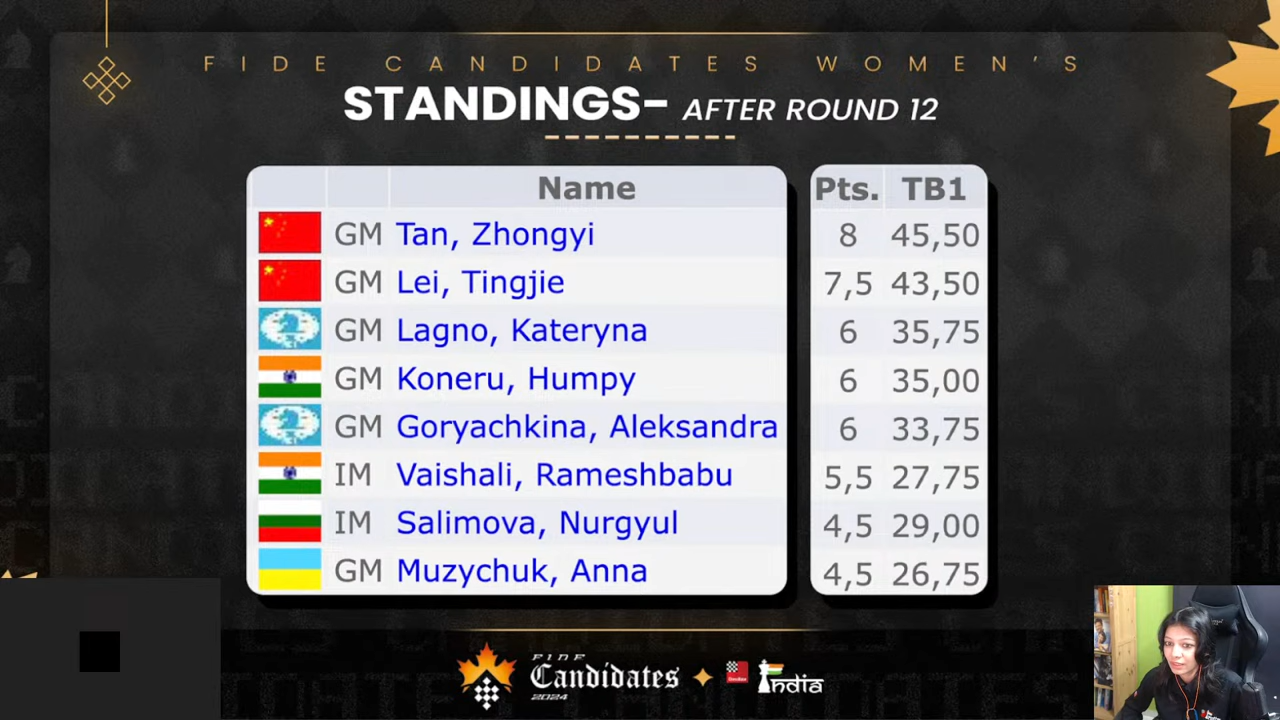 FIDE CANDIDATES WOMEN'S
STANDINGS- AFTER ROUND 12
Name Pts. TB1
GM Tan, Zhongyi 8 45,50
GM Lei, Tingjie 7,5 43,50
GM Lagno, Kateryna 6 35,75
GM Koneru, Humpy 6 35,00
GM Goryachkina, Aleksandra 6 33,75
IM Vaishali, Rameshbabu 5,5 27,75
IM Salimova, Nurgyul 4,5 29,00
GM Muzychuk, Anna 4,5 26,75
FIDE
Candidates
2024
India